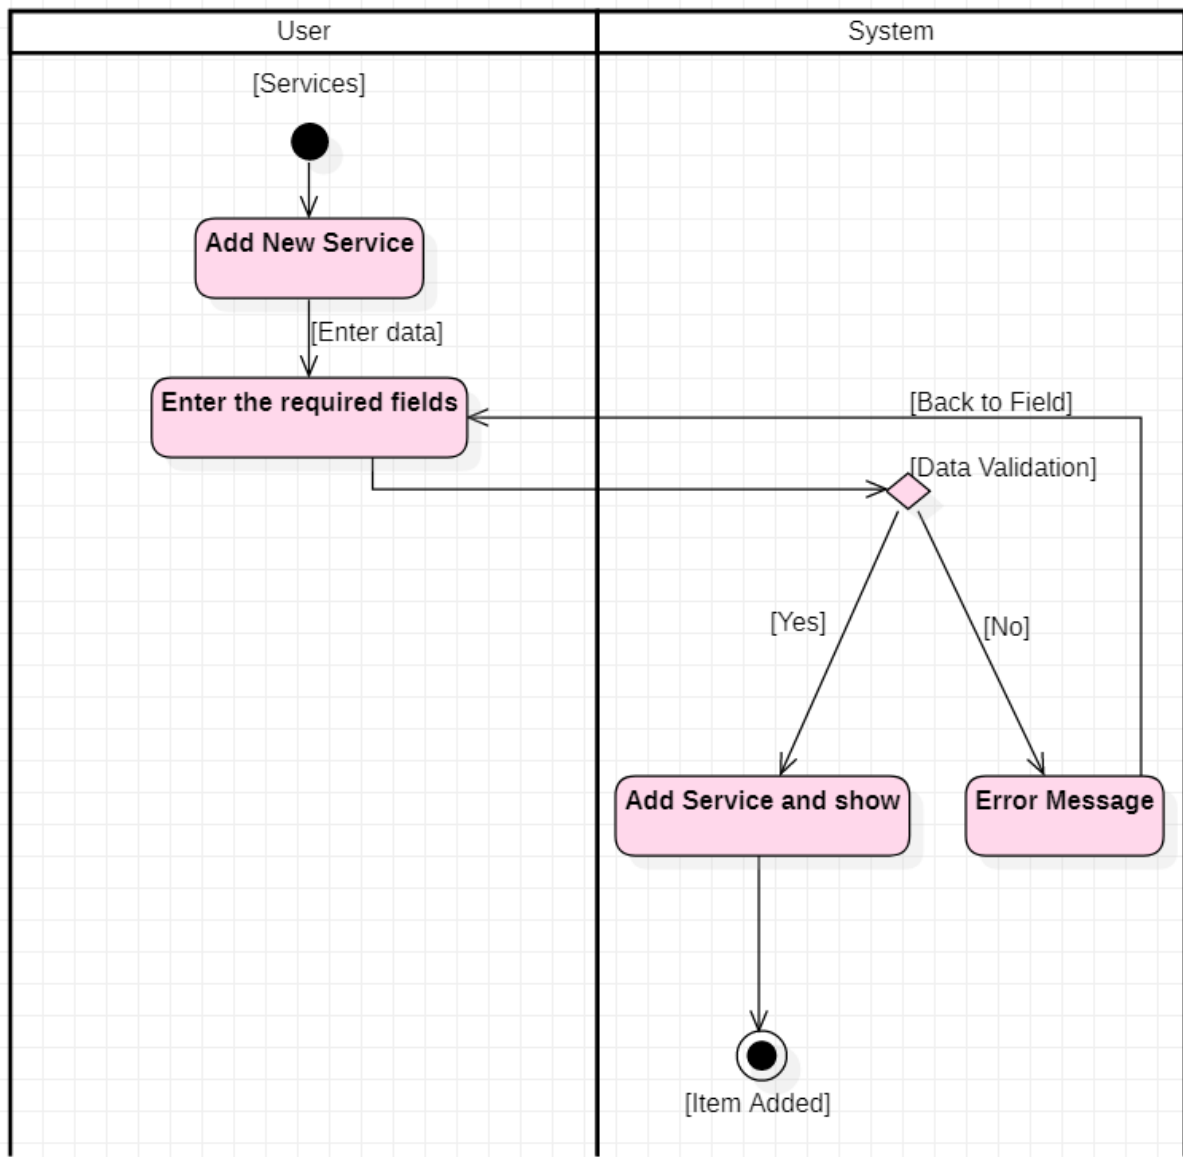 User
System
[Services]
Add New Service
[Enter data]
Enter the required fields
[Back to Field]
[Data Validation]
[Yes]
[No]
Add Service and show
Error Message
[Item Added]